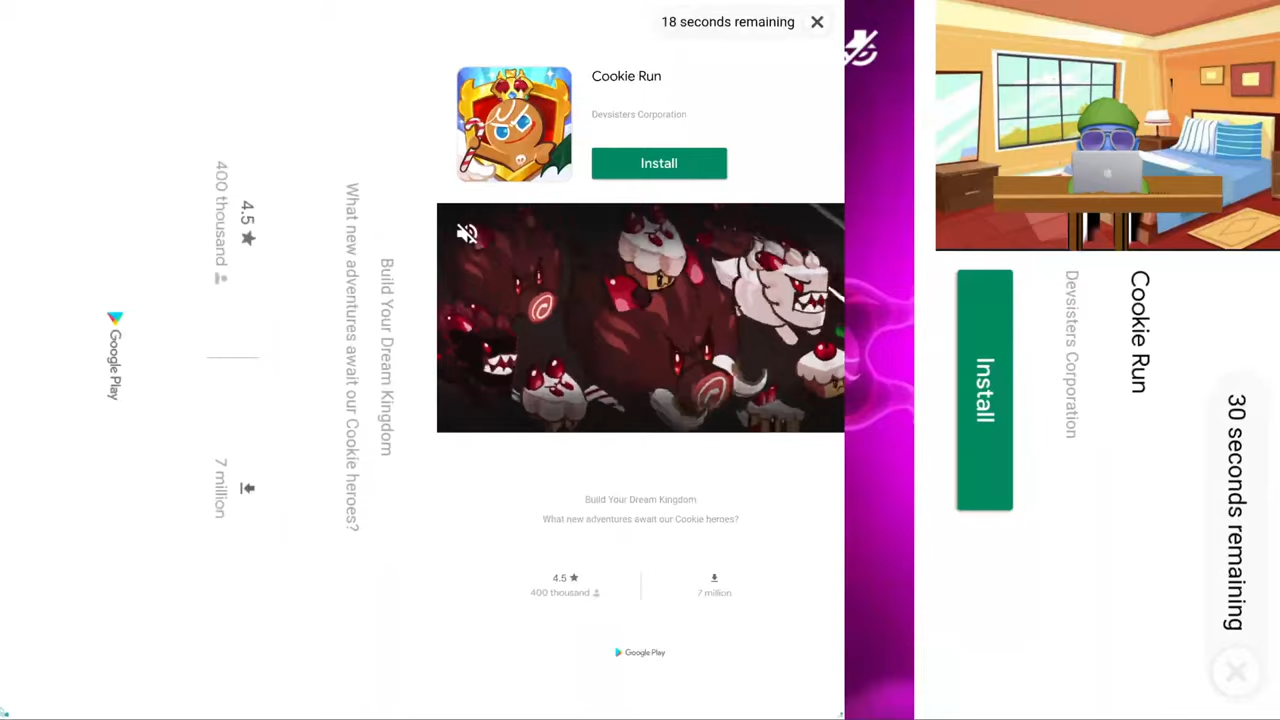 18 seconds remaining
Cookie Run
Devsisters Corporation
Install
Build Your Dream Kingdom
What new adventures await our Cookie heroes?
4.5
400 thousand
7 million
Google Play
Build Your Dream Kingdom
What new adventures await our Cookie heroes?
4.5
400 thousand
7 million
Google Play
30 seconds remaining
Cookie Run
Devsisters Corporation
Install